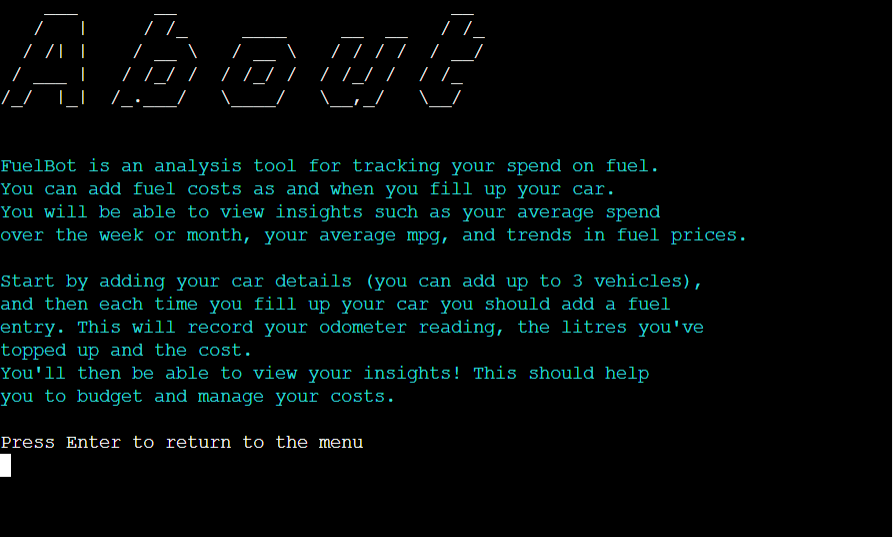 About
FuelBot is an analysis tool for tracking your spend on fuel.
You can add fuel costs as and when you fill up your car.
You will be able to view insights such as your average spend
over the week or month, your average mpg, and trends in fuel prices.
Start by adding your car details (you can add up to 3 vehicles),
and then each time you fill up your car you should add a fuel
entry. This will record your odometer reading, the litres you've
topped up and the cost.
You'll then be able to view your insights! This should help
you to budget and manage your costs.
Press Enter to return to the menu